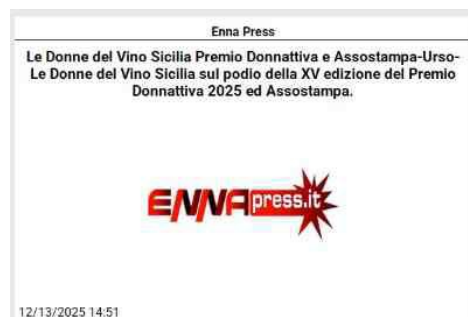 Enna Press
Le Donne del Vino Sicilia Premio Donnattiva e Assostampa-Urso-
Le Donne del Vino Sicilia sul podio della XV edizione del Premio
Donnattiva 2025 ed Assostampa.
ENNApress.it
12/13/2025 14:51